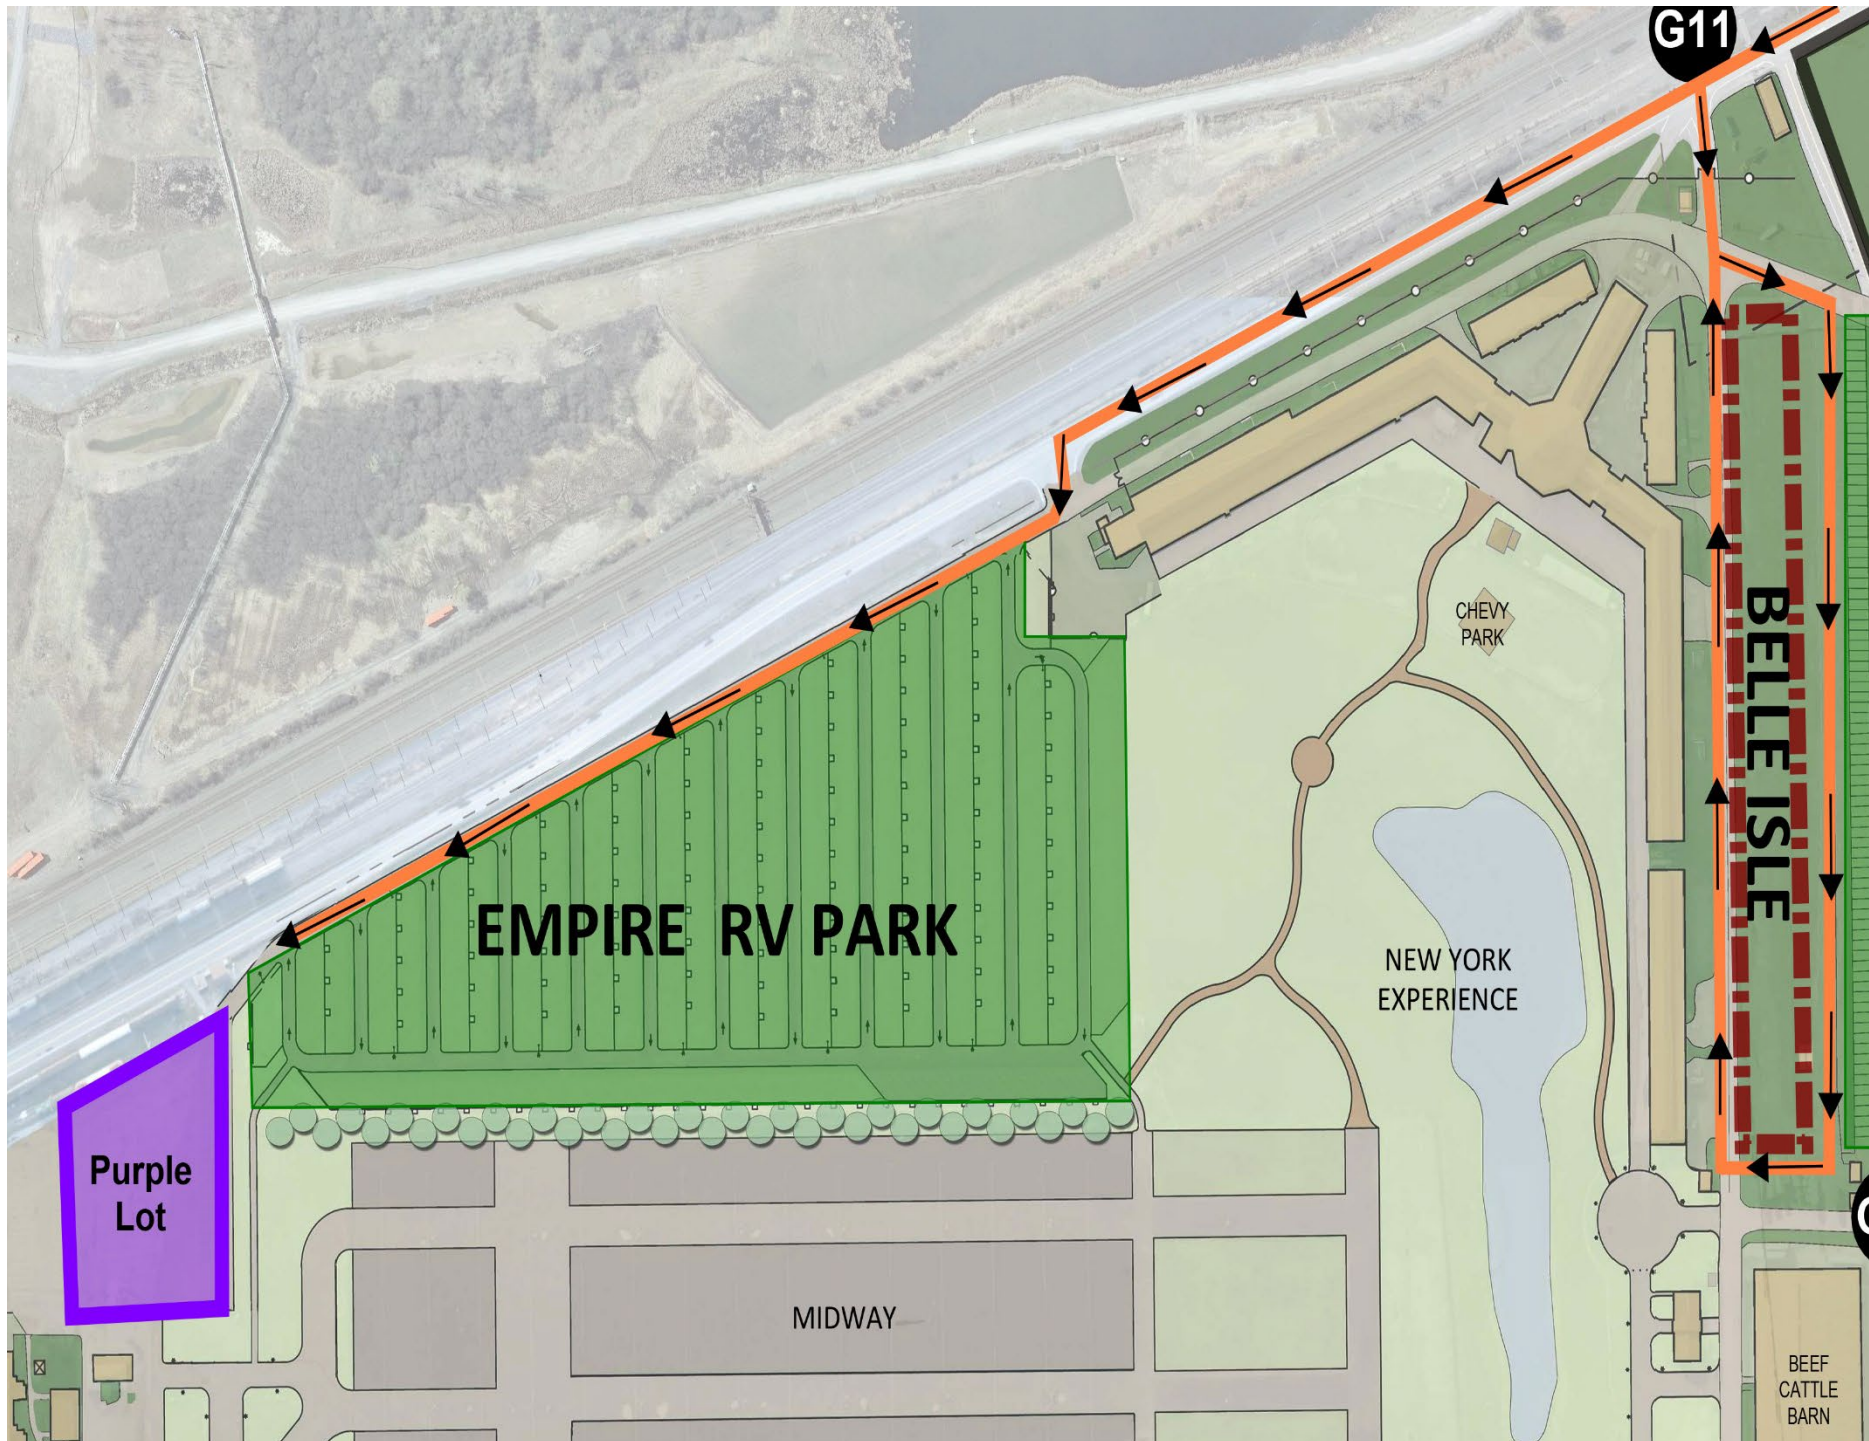 G11
CHEVY
PARK
BELLE ISLE
EMPIRE RV PARK
NEW YORK
EXPERIENCE
Purple
Lot
MIDWAY
BEEF
CATTLE
BARN